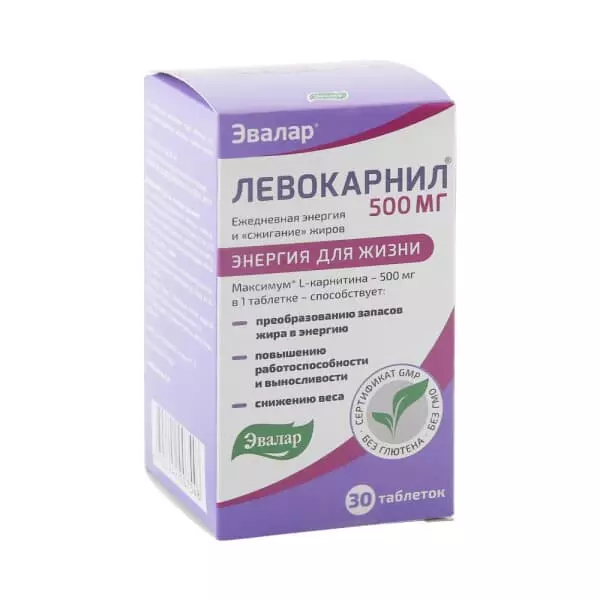 Эвалар®
ЛЕВОКАРНИЛ®
500 МГ
Ежедневная энергия
и «сжигание» жиров
ЭНЕРГИЯ ДЛЯ ЖИЗНИ
Максимум* L-карнитина – 500 мг
в 1 таблетке – способствует:
преобразованию запасов
жира в энергию
повышению
работоспособности
и выносливости
снижению веса
СЕРТИФИКАТ GMP
БЕЗ ГЛЮТЕНА • БЕЗ ГМО
Эвалар
30 таблеток